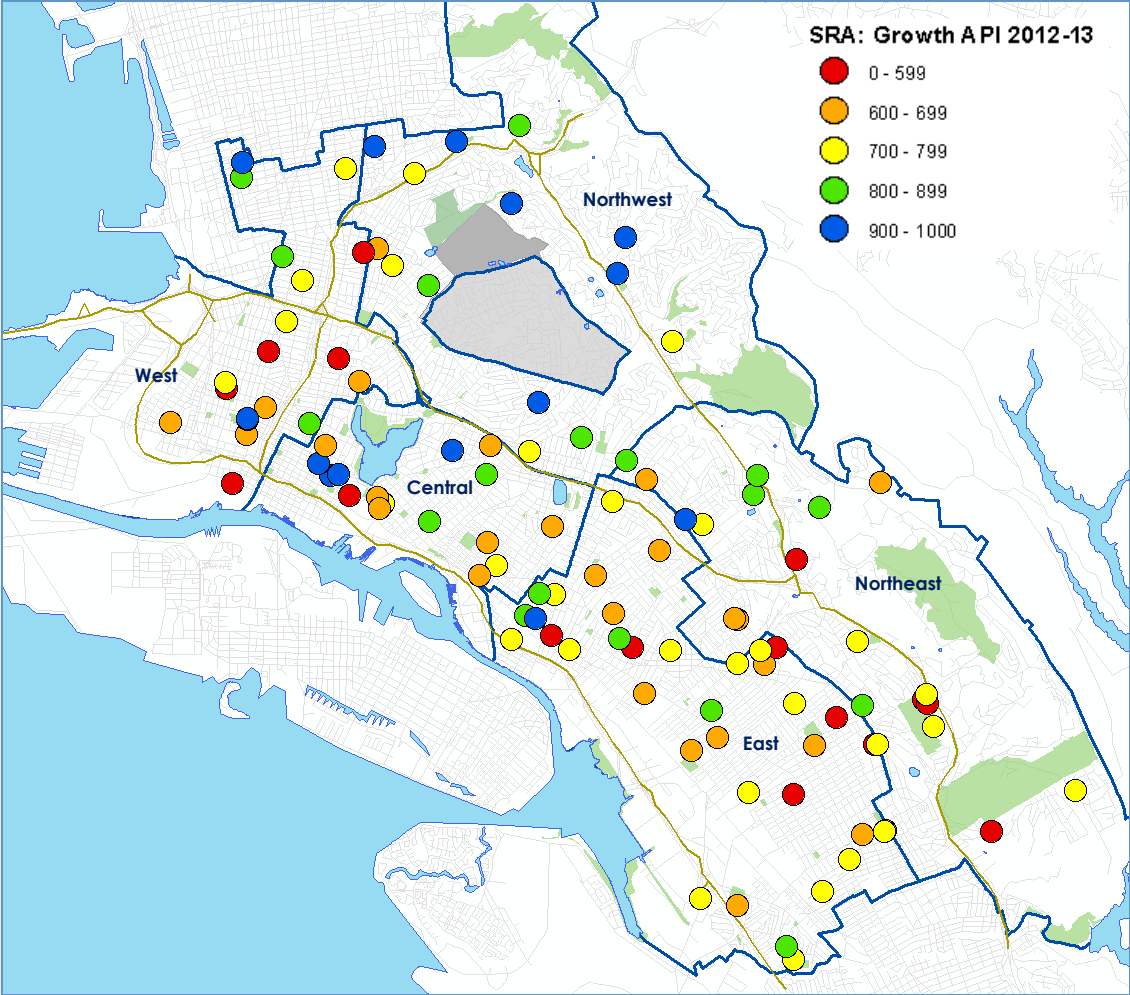 SRA: Growth API 2012-13
0 - 599
600 - 699
700 - 799
800 - 899
900 - 1000
Northwest
West
Central
Northeast
East